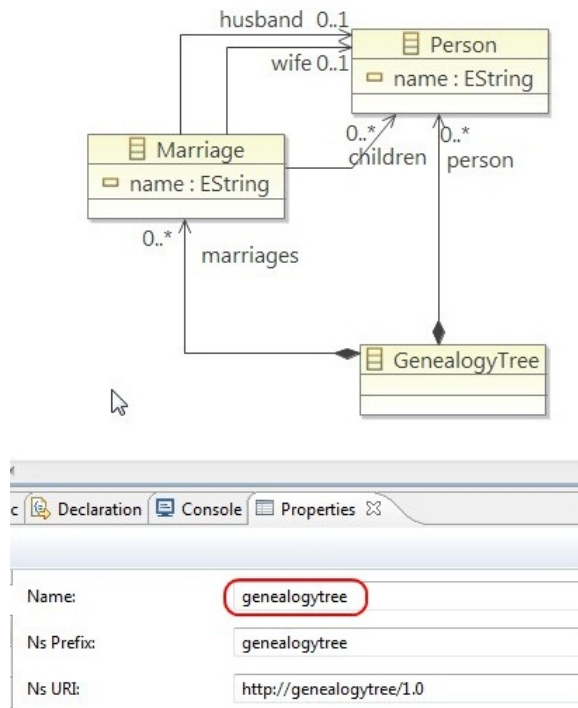 husband 0..1
Person
wife 0..1
name : EString
Marriage
0..* 0..*
children person
name : EString
0..*
marriages
GenealogyTree
c Declaration Console Properties
Name: genealogytree
Ns Prefix: genealogytree
Ns URI: http://genealogytree/1.0